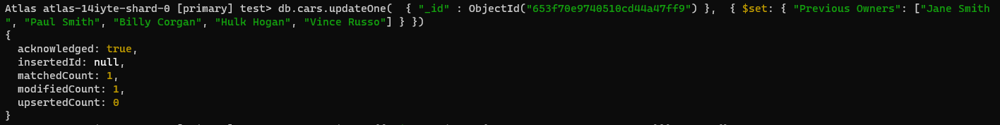 Atlas atlas-14iyte-shard-0 [primary] test> db.cars.updateOne(  { "_id" : ObjectId("653f70e9740510cd44a47ff9") },  { $set: { "Previous Owners": ["Jane Smith
", "Paul Smith", "Billy Corgan", "Hulk Hogan", "Vince Russo"] } })
{
  acknowledged: true,
  insertedId: null,
  matchedCount: 1,
  modifiedCount: 1,
  upsertedCount: 0
}